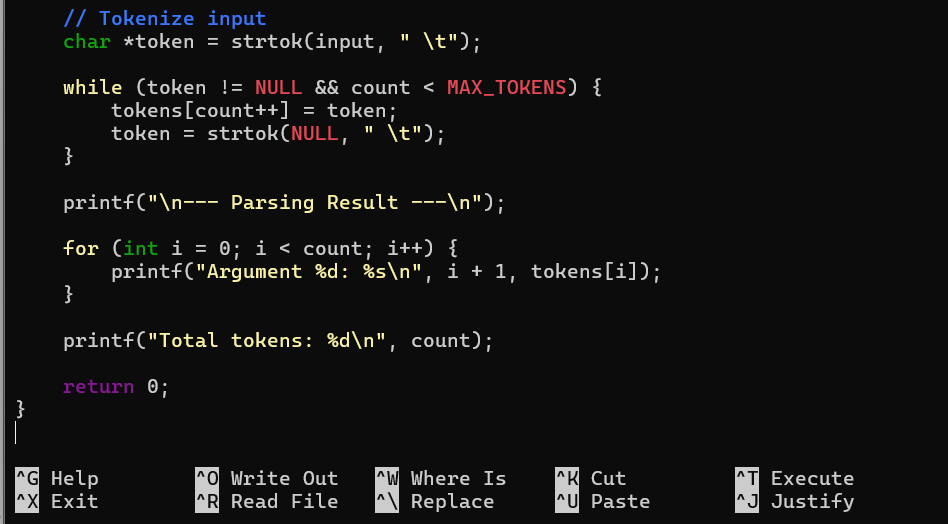 // Tokenize input
char *token = strtok(input, " \t");
while (token != NULL && count < MAX_TOKENS) {
tokens[count++] = token;
token = strtok(NULL, " \t");
}
printf("\n--- Parsing Result ---\n");
for (int i = 0; i < count; i++) {
printf("Argument %d: %s\n", i + 1, tokens[i]);
}
printf("Total tokens: %d\n", count);
return 0;
}
^G Help ^O Write Out ^W Where Is ^K Cut ^T Execute
^X Exit ^R Read File ^\ Replace ^U Paste ^J Justify